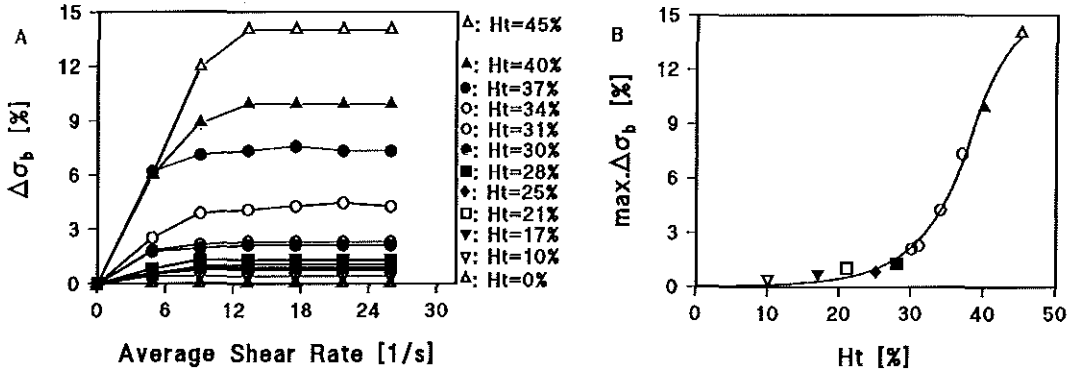 A
Δσb [%]
15
12
9
6
3
0
0 6 12 18 24 30
Average Shear Rate [1/s]
△: Ht=45%
▲: Ht=40%
●: Ht=37%
○: Ht=34%
○: Ht=31%
●: Ht=30%
■: Ht=28%
◆: Ht=25%
□: Ht=21%
▼: Ht=17%
▽: Ht=10%
△: Ht=0%
B
max.Δσb [%]
15
12
9
6
3
0
0 10 20 30 40 50
Ht [%]